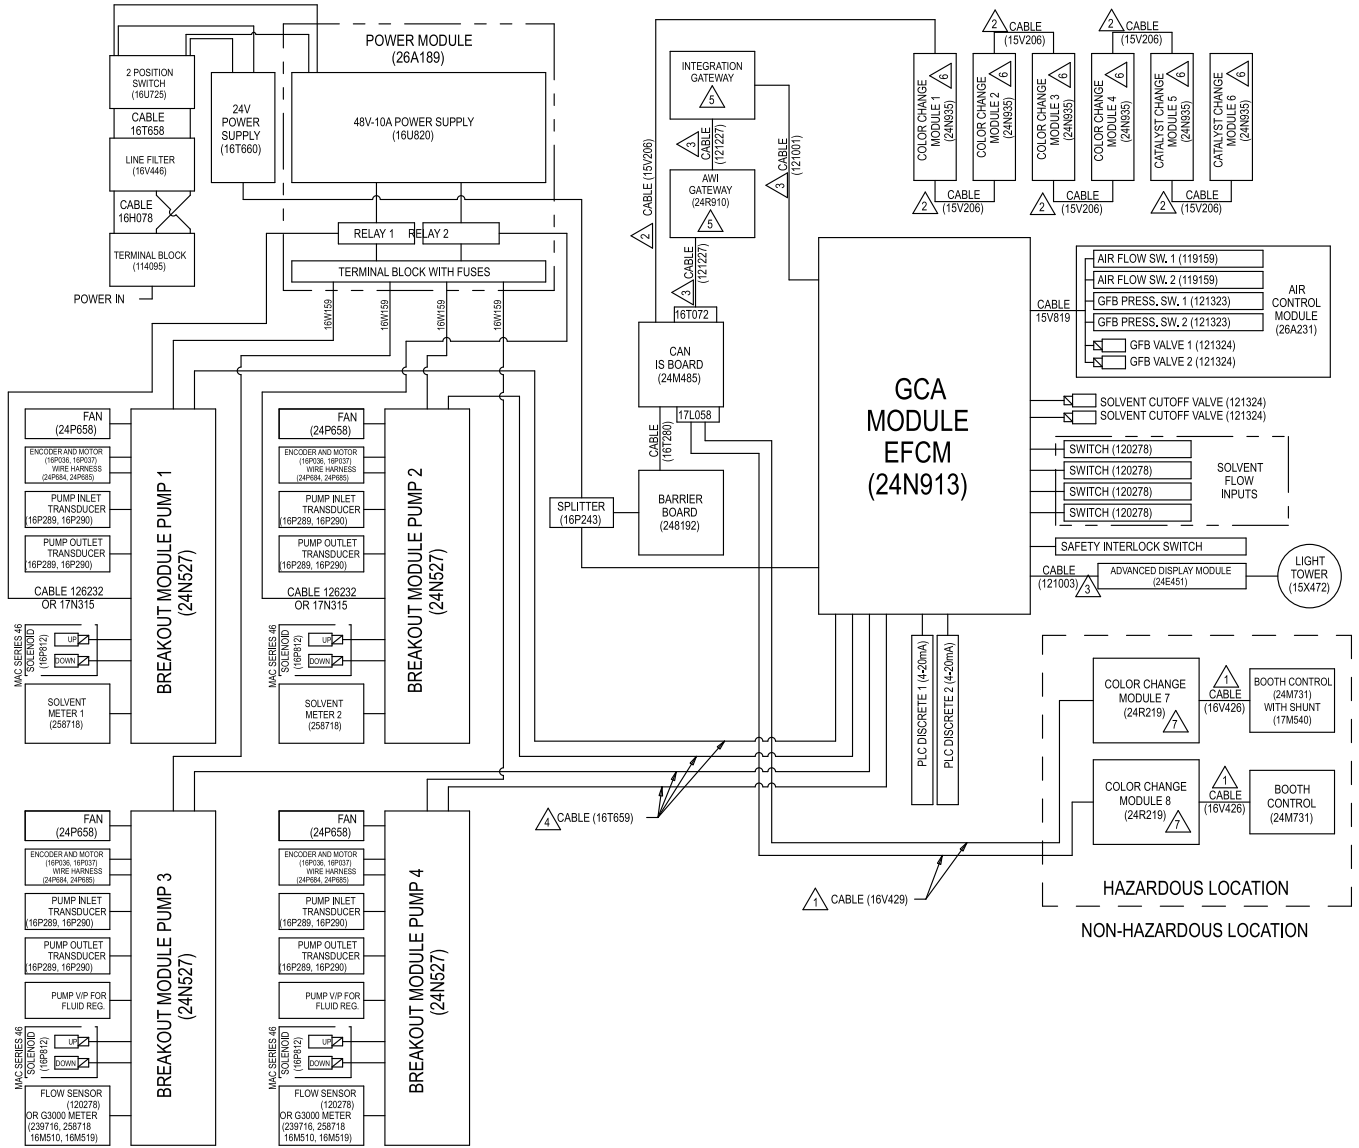 POWER MODULE
(26A189)
2 POSITION
SWITCH
(16U725)
CABLE
16T658
LINE FILTER
(16V446)
CABLE
16H078
TERMINAL BLOCK
(114095)
POWER IN
24V
POWER
SUPPLY
(16T660)
48V-10A POWER SUPPLY
(16U820)
RELAY 1
RELAY 2
TERMINAL BLOCK WITH FUSES
16W159
16W159
16W159
16W159
INTEGRATION
GATEWAY
5
3
CABLE
(121227)
AWI
GATEWAY
(24R910)
5
3
CABLE
(121227)
2
CABLE (15V206)
3
CABLE
(121001)
16T072
CAN
IS BOARD
(24M485)
17L058
CABLE
(16T280)
BARRIER
BOARD
(248192)
SPLITTER
(16P243)
COLOR CHANGE
MODULE 1
(24N935)
6
COLOR CHANGE
MODULE 2
(24N935)
6
COLOR CHANGE
MODULE 3
(24N935)
6
COLOR CHANGE
MODULE 4
(24N935)
6
CATALYST CHANGE
MODULE 5
(24N935)
6
CATALYST CHANGE
MODULE 6
(24N935)
6
2
CABLE
(15V206)
2
CABLE
(15V206)
2
CABLE
(15V206)
2
CABLE
(15V206)
2
CABLE
(15V206)
GCA
MODULE
EFCM
(24N913)
CABLE
15V819
AIR FLOW SW. 1 (119159)
AIR FLOW SW. 2 (119159)
GFB PRESS. SW. 1 (121323)
GFB PRESS. SW. 2 (121323)
GFB VALVE 1 (121324)
GFB VALVE 2 (121324)
AIR
CONTROL
MODULE
(26A231)
SOLVENT CUTOFF VALVE (121324)
SOLVENT CUTOFF VALVE (121324)
SWITCH (120278)
SWITCH (120278)
SWITCH (120278)
SWITCH (120278)
SOLVENT
FLOW
INPUTS
SAFETY INTERLOCK SWITCH
CABLE
(121003)
3
ADVANCED DISPLAY MODULE
(24E451)
LIGHT
TOWER
(15X472)
PLC DISCRETE 1 (4-20mA)
PLC DISCRETE 2 (4-20mA)
COLOR CHANGE
MODULE 7
(24R219)
7
1
CABLE
(16V426)
BOOTH CONTROL
(24M731)
WITH SHUNT
(17M540)
COLOR CHANGE
MODULE 8
(24R219)
7
1
CABLE
(16V426)
BOOTH
CONTROL
(24M731)
HAZARDOUS LOCATION
NON-HAZARDOUS LOCATION
4
CABLE (16T659)
1
CABLE (16V429)
FAN
(24P658)
ENCODER AND MOTOR
(16P036, 16P037)
WIRE HARNESS
(24P684, 24P685)
PUMP INLET
TRANSDUCER
(16P289, 16P290)
PUMP OUTLET
TRANSDUCER
(16P289, 16P290)
CABLE 126232
OR 17N315
MAC SERIES 46
SOLENOID
(16P812)
UP
DOWN
SOLVENT
METER 1
(258718)
BREAKOUT MODULE PUMP 1
(24N527)
FAN
(24P658)
ENCODER AND MOTOR
(16P036, 16P037)
WIRE HARNESS
(24P684, 24P685)
PUMP INLET
TRANSDUCER
(16P289, 16P290)
PUMP OUTLET
TRANSDUCER
(16P289, 16P290)
CABLE 126232
OR 17N315
MAC SERIES 46
SOLENOID
(16P812)
UP
DOWN
SOLVENT
METER 2
(258718)
BREAKOUT MODULE PUMP 2
(24N527)
FAN
(24P658)
ENCODER AND MOTOR
(16P036, 16P037)
WIRE HARNESS
(24P684, 24P685)
PUMP INLET
TRANSDUCER
(16P289, 16P290)
PUMP OUTLET
TRANSDUCER
(16P289, 16P290)
PUMP V/P FOR
FLUID REG.
MAC SERIES 46
SOLENOID
(16P812)
UP
DOWN
FLOW SENSOR
(120278)
OR G3000 METER
(239716, 258718
16M510, 16M519)
BREAKOUT MODULE PUMP 3
(24N527)
FAN
(24P658)
ENCODER AND MOTOR
(16P036, 16P037)
WIRE HARNESS
(24P684, 24P685)
PUMP INLET
TRANSDUCER
(16P289, 16P290)
PUMP OUTLET
TRANSDUCER
(16P289, 16P290)
PUMP V/P FOR
FLUID REG.
MAC SERIES 46
SOLENOID
(16P812)
UP
DOWN
FLOW SENSOR
(120278)
OR G3000 METER
(239716, 258718
16M510, 16M519)
BREAKOUT MODULE PUMP 4
(24N527)